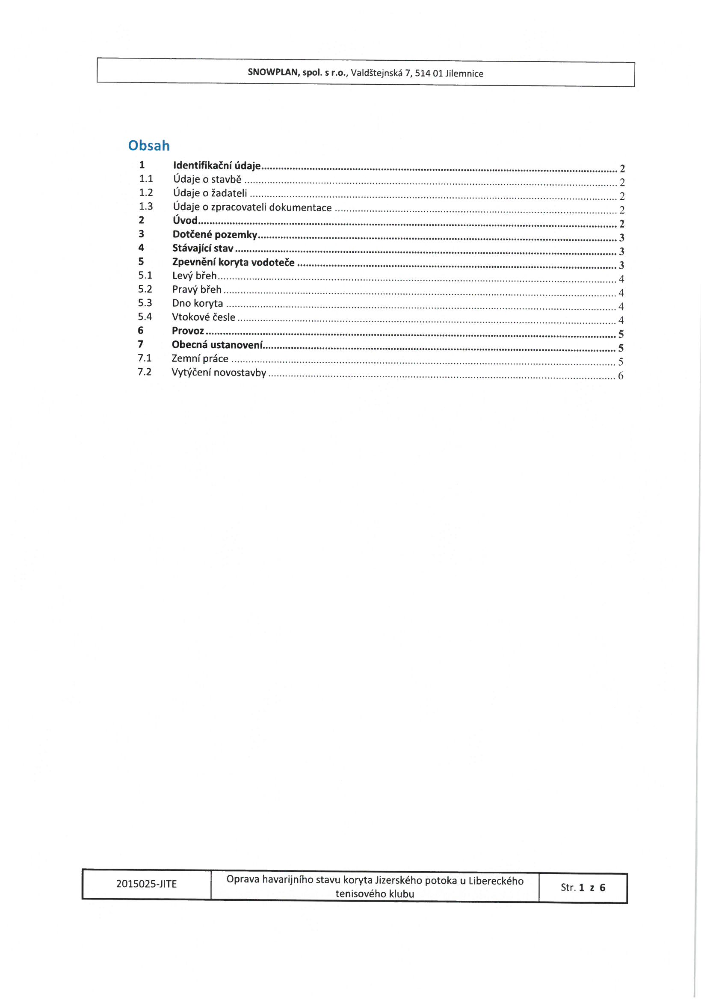 SNOWPLAN, spol. s r.o., Valdštejnská 7, 514 01 Jilemnice
Obsah
1 Identifikační údaje 2
1.1 Údaje o stavbě 2
1.2 Údaje o žadateli 2
1.3 Údaje o zpracovateli dokumentace 2
2 Úvod 2
3 Dotčené pozemky 3
4 Stávající stav 3
5 Zpevnění koryta vodoteče 3
5.1 Levý břeh 4
5.2 Pravý břeh 4
5.3 Dno koryta 4
5.4 Vtokové česle 4
6 Provoz 5
7 Obecná ustanovení 5
7.1 Zemní práce 5
7.2 Vytýčení novostavby 6
2015025-JITE
Oprava havarijního stavu koryta Jizerského potoka u Libereckého
tenisového klubu
Str. 1 z 6